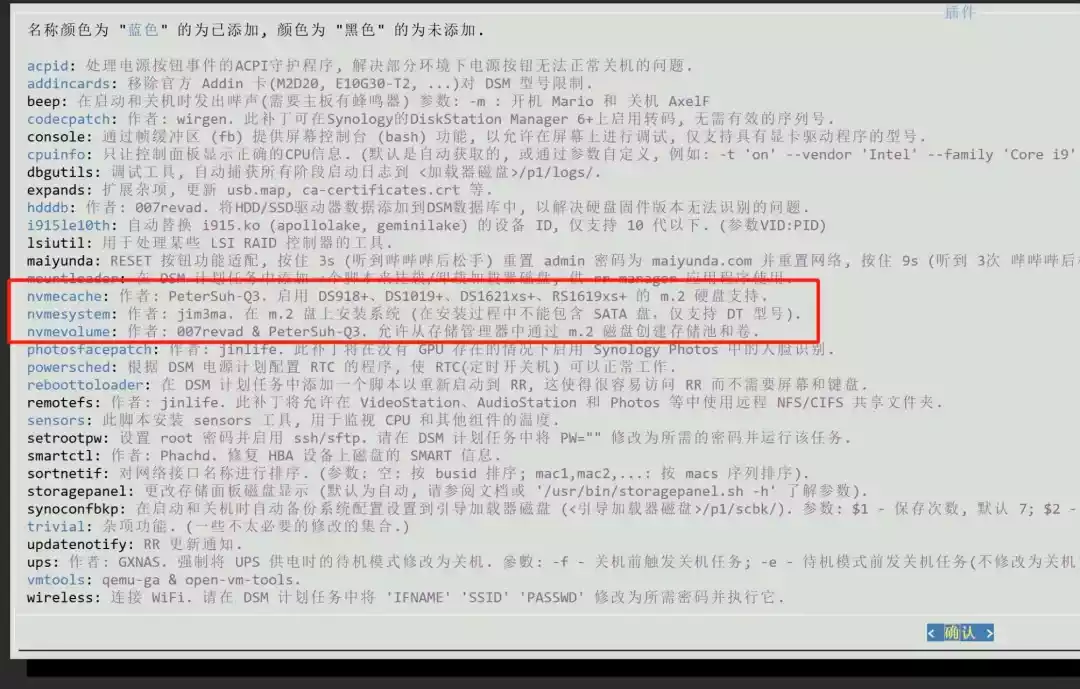 插件
名称颜色为 "蓝色" 的为已添加, 颜色为 "黑色" 的为未添加.
acpid: 处理电源按钮事件的ACPI守护程序, 解决部分环境下电源按钮无法正常关机的问题.
addincards: 移除官方 Addin 卡(M2D20, E10G30-T2, ...)对 DSM 型号限制.
beep: 在启动和关机时发出哔声(需要主板有蜂鸣器) 参数: -m : 开机 Mario 和 关机 AxelF
codecpatch: 作者: wirgen. 此补丁可在Synology的DiskStation Manager 6+上启用转码, 无需有效的序列号.
console: 通过帧缓冲区 (fb) 提供屏幕控制台 (bash) 功能, 以允许在屏幕上进行调试, 仅支持具有显卡驱动程序的型号.
cpuinfo: 只让控制面板显示正确的CPU信息. (默认是自动获取的, 或通过参数自定义, 例如: -t 'on' --vendor 'Intel' --family 'Core i9'
dbgutils: 调试工具, 自动捕获所有阶段启动日志到 <加载器磁盘>/p1/logs/.
expands: 扩展杂项, 更新 usb.map, ca-certificates.crt 等.
hdddb: 作者: 007revad. 将HDD/SSD驱动器数据添加到DSM数据库中, 以解决硬盘固件版本无法识别的问题.
i915le10th: 自动替换 i915.ko (apollolake, geminilake) 的设备 ID, 仅支持 10 代以下. (参数VID:PID)
lsiutil: 用于处理某些 LSI RAID 控制器的工具.
maiyunda: RESET 按钮功能适配, 按住 3s (听到哔哔哔后松手) 重置 admin 密码为 maiyunda.com 并重置网络, 按住 9s (听到 3次 哔哔哔后松
mountloader: 在 DSM 计划任务中添加一个脚本来挂载/卸载加载器磁盘, 供 rr-manager 应用程序使用.
nvmecache: 作者: PeterSuh-Q3. 启用 DS918+、DS1019+、DS1621xs+、RS1619xs+ 的 m.2 硬盘支持.
nvmesystem: 作者: jim3ma. 在 m.2 盘上安装系统 (在安装过程中不能包含 SATA 盘, 仅支持 DT 型号).
nvmevolume: 作者: 007revad & PeterSuh-Q3. 允许从存储管理器中通过 m.2 磁盘创建存储池和卷.
photosfacepatch: 作者: jinlife. 此补丁将在没有 GPU 存在的情况下启用 Synology Photos 中的人脸识别.
powersched: 根据 DSM 电源计划配置 RTC 的程序, 使 RTC(定时开关机) 可以正常工作.
reboottoloader: 在 DSM 计划任务中添加一个脚本以重新启动到 RR, 这使得很容易访问 RR 而不需要屏幕和键盘.
remotefs: 作者: jinlife. 此补丁将允许在 VideoStation、AudioStation 和 Photos 等中使用远程 NFS/CIFS 共享文件夹.
sensors: 此脚本安装 sensors 工具, 用于监视 CPU 和其他组件的温度.
setrootpw: 设置 root 密码并启用 ssh/sftp. 请在 DSM 计划任务中将 PW="" 修改为所需的密码并运行该任务.
smartctl: 作者: Phachd. 修复 HBA 设备上磁盘的 SMART 信息.
sortnetif: 对网络接口名称进行排序. (参数: 空: 按 busid 排序; mac1,mac2,...: 按 macs 序列排序).
storagepanel: 更改存储面板磁盘显示 (默认为自动, 请参阅文档或 '/usr/bin/storagepanel.sh -h' 了解参数).
synoconfbkp: 在启动和关机时自动备份系统配置设置到引导加载器磁盘 (<引导加载器磁盘>/p1/scbk/). 参数: $1 - 保存次数, 默认 7; $2 -
trivial: 杂项功能. (一些不太必要的修改的集合.)
updatenotify: RR 更新通知.
ups: 作者: GXNAS. 强制将 UPS 供电时的待机模式修改为关机. 參數: -f - 关机前触发关机任务; -e - 待机模式前发关机任务(不修改为关机
vmtools: qemu-ga & open-vm-tools.
wireless: 连接 WiFi. 请在 DSM 计划任务中将 'IFNAME' 'SSID' 'PASSWD' 修改为所需密码并执行它.
< 确认 >